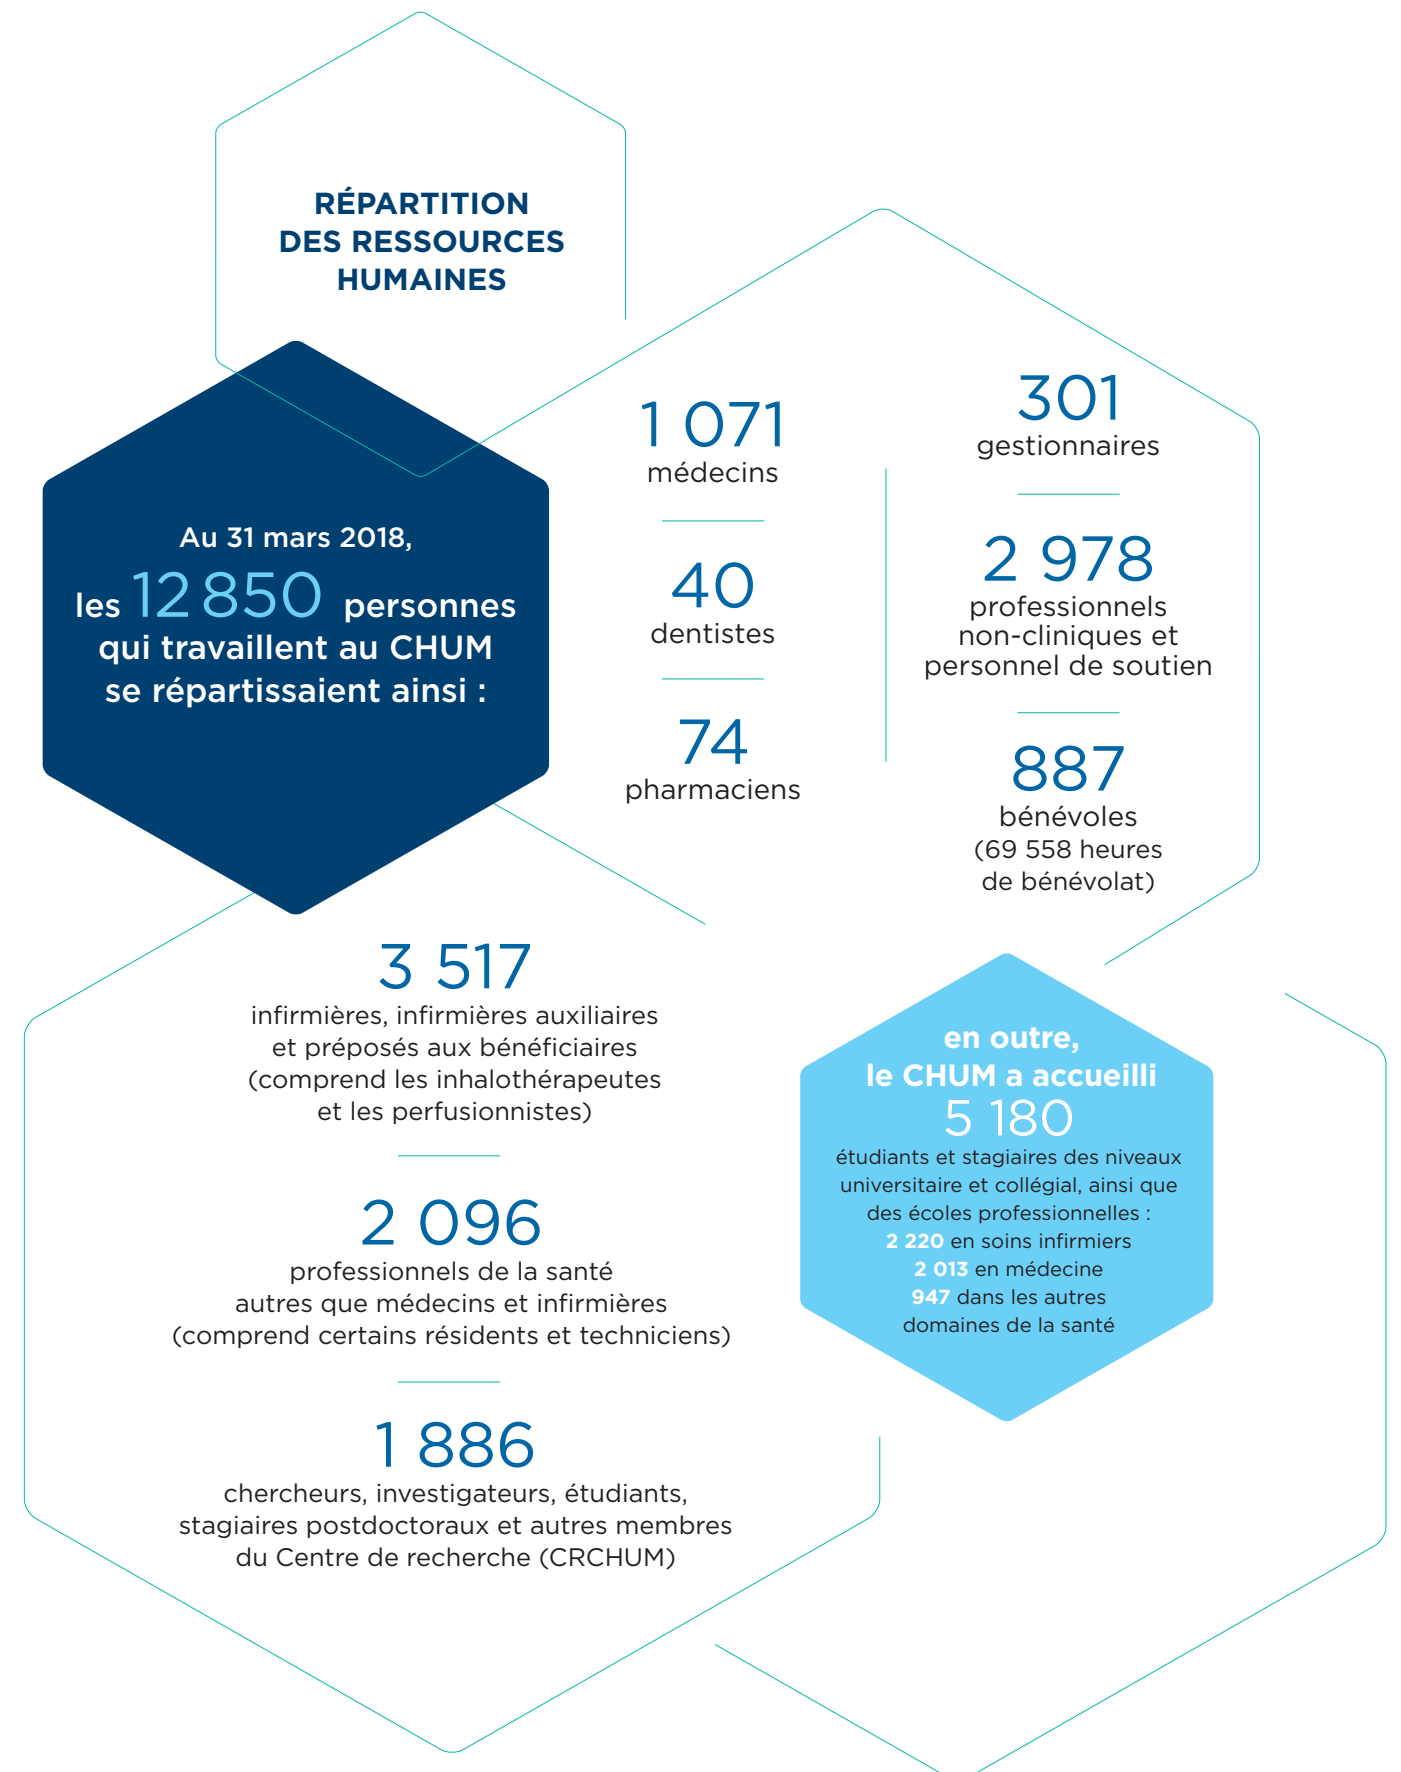 RÉPARTITION
DES RESSOURCES
HUMAINES
Au 31 mars 2018,
les 12 850 personnes
qui travaillent au CHUM
se répartissaient ainsi :
1 071
médecins
40
dentistes
74
pharmaciens
301
gestionnaires
2 978
professionnels
non-cliniques et
personnel de soutien
887
bénévoles
(69 558 heures
de bénévolat)
3 517
infirmières, infirmières auxiliaires
et préposés aux bénéficiaires
(comprend les inhalothérapeutes
et les perfusionnistes)
2 096
professionnels de la santé
autres que médecins et infirmières
(comprend certains résidents et techniciens)
1 886
chercheurs, investigateurs, étudiants,
stagiaires postdoctoraux et autres membres
du Centre de recherche (CRCHUM)
en outre,
le CHUM a accueilli
5 180
étudiants et stagiaires des niveaux
universitaire et collégial, ainsi que
des écoles professionnelles :
2 220 en soins infirmiers
2 013 en médecine
947 dans les autres
domaines de la santé